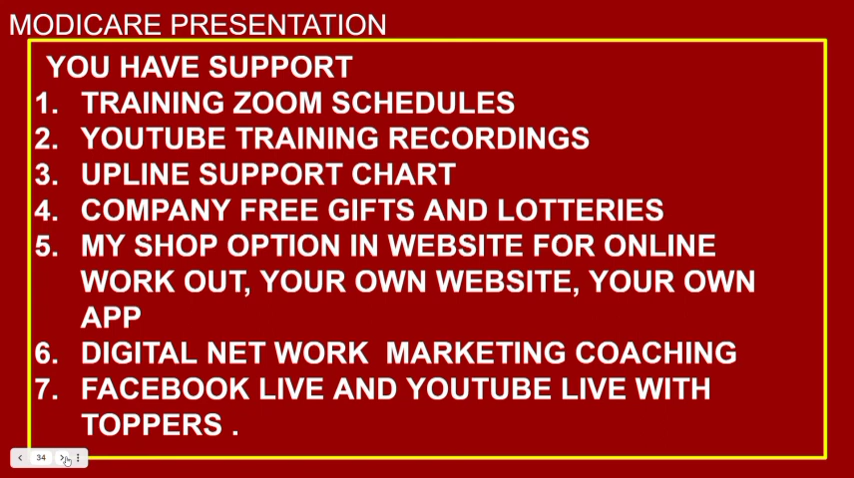 MODICARE PRESENTATION
YOU HAVE SUPPORT
1. TRAINING ZOOM SCHEDULES
2. YOUTUBE TRAINING RECORDINGS
3. UPLINE SUPPORT CHART
4. COMPANY FREE GIFTS AND LOTTERIES
5. MY SHOP OPTION IN WEBSITE FOR ONLINE
WORK OUT, YOUR OWN WEBSITE, YOUR OWN
APP
6. DIGITAL NET WORK  MARKETING COACHING
7. FACEBOOK LIVE AND YOUTUBE LIVE WITH
TOPPERS .
34